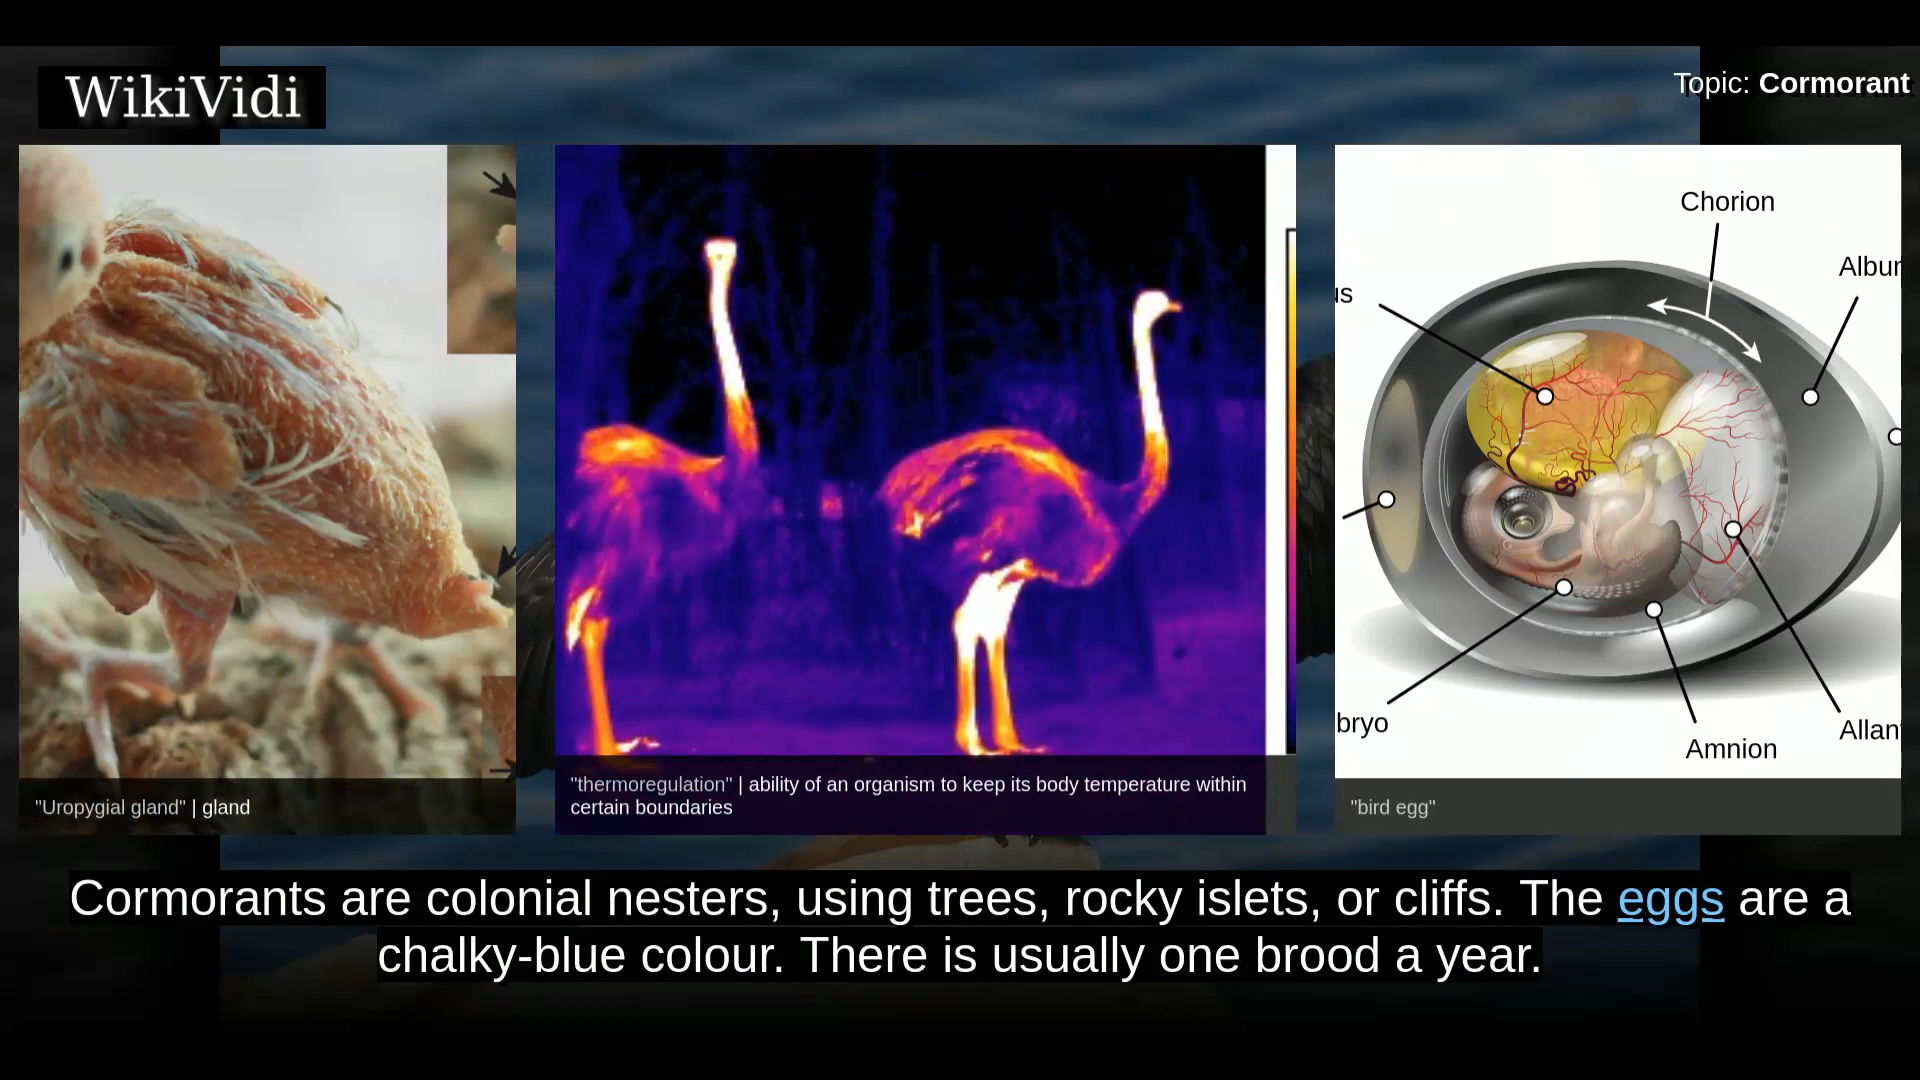 WikiVidi
Topic: Cormorant
Chorion
Albu
us
bryo
Amnion
Allan
"Uropygial gland" | gland
"thermoregulation" | ability of an organism to keep its body temperature within
certain boundaries
"bird egg"
Cormorants are colonial nesters, using trees, rocky islets, or cliffs. The eggs are a
chalky-blue colour. There is usually one brood a year.